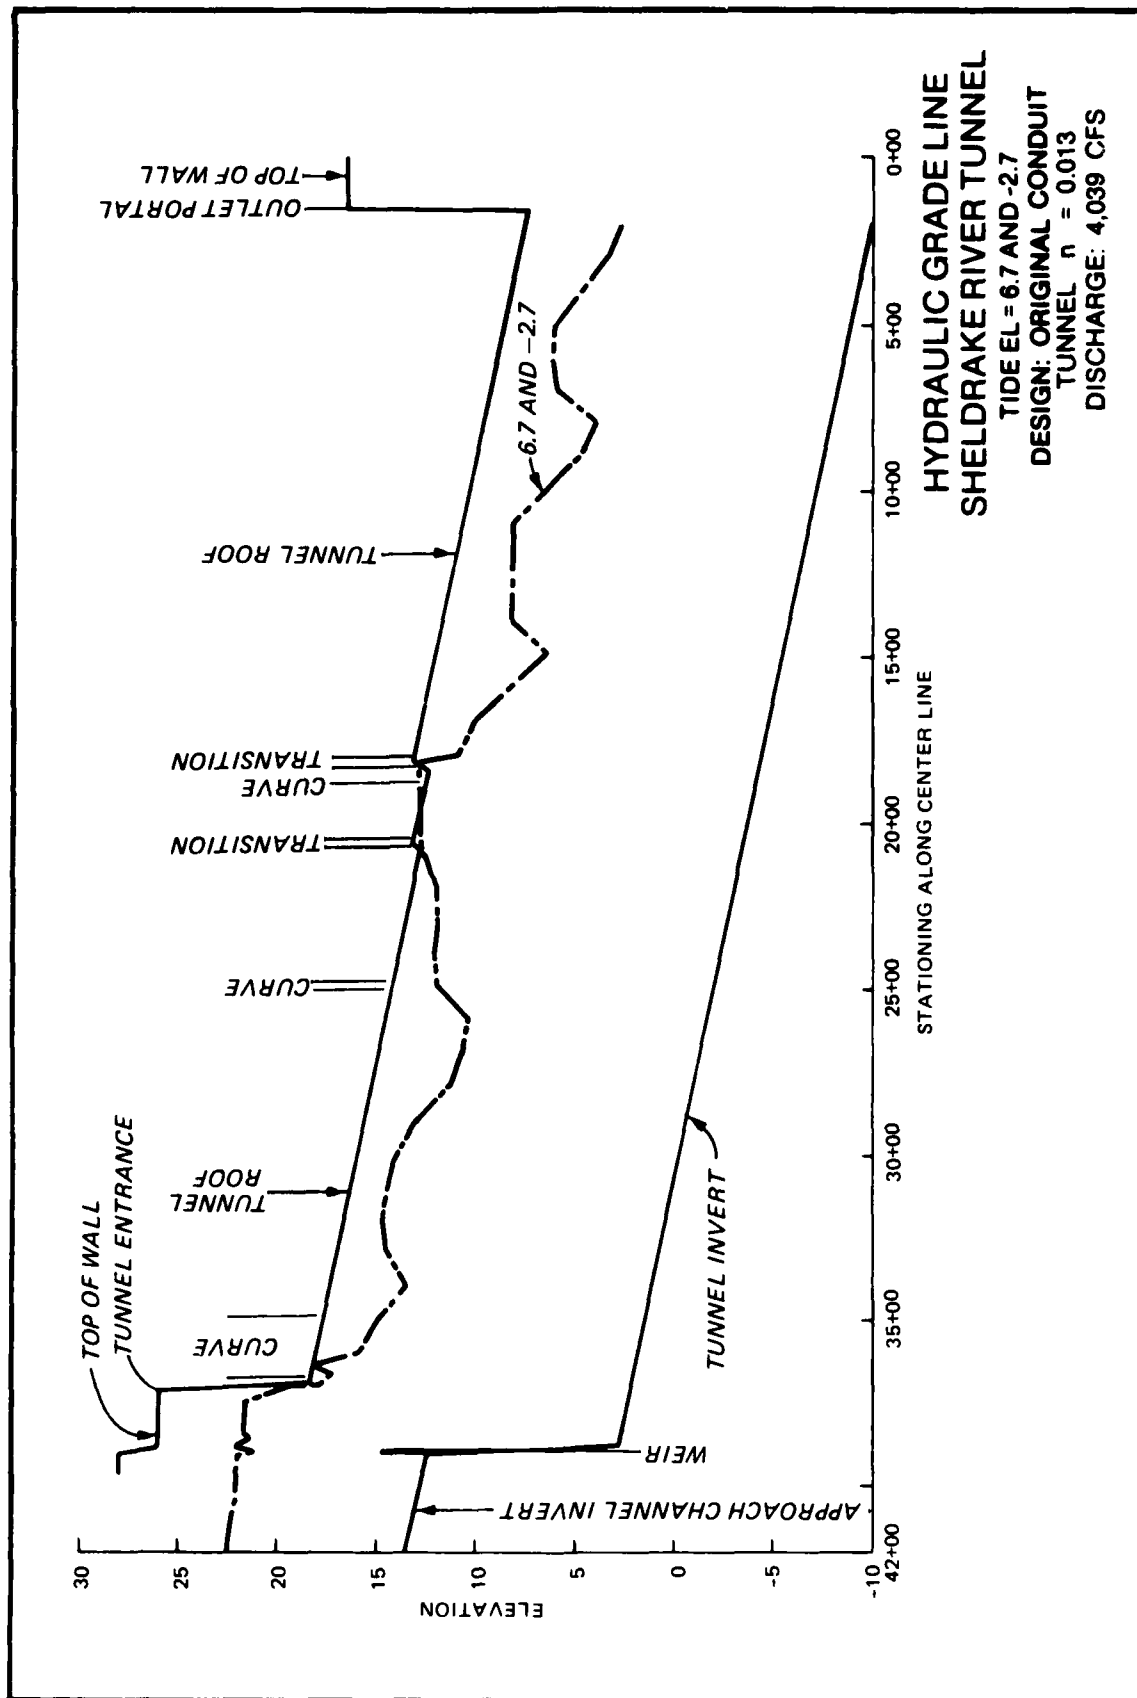 TOP OF WALL
TUNNEL ENTRANCE
CURVE
TUNNEL
ROOF
CURVE
TRANSITION
CURVE
TRANSITION
TUNNEL ROOF
6.7 AND -2.7
OUTLET PORTAL
TOP OF WALL
WEIR
APPROACH CHANNEL INVERT
TUNNEL INVERT
ELEVATION
30
25
20
15
10
5
0
-5
-10
42+00
35+00
30+00
25+00
20+00
15+00
10+00
5+00
0+00
STATIONING ALONG CENTER LINE
HYDRAULIC GRADE LINE
SHELDRAKE RIVER TUNNEL
TIDE EL = 6.7 AND -2.7
DESIGN: ORIGINAL CONDUIT
TUNNEL n = 0.013
DISCHARGE: 4,039 CFS